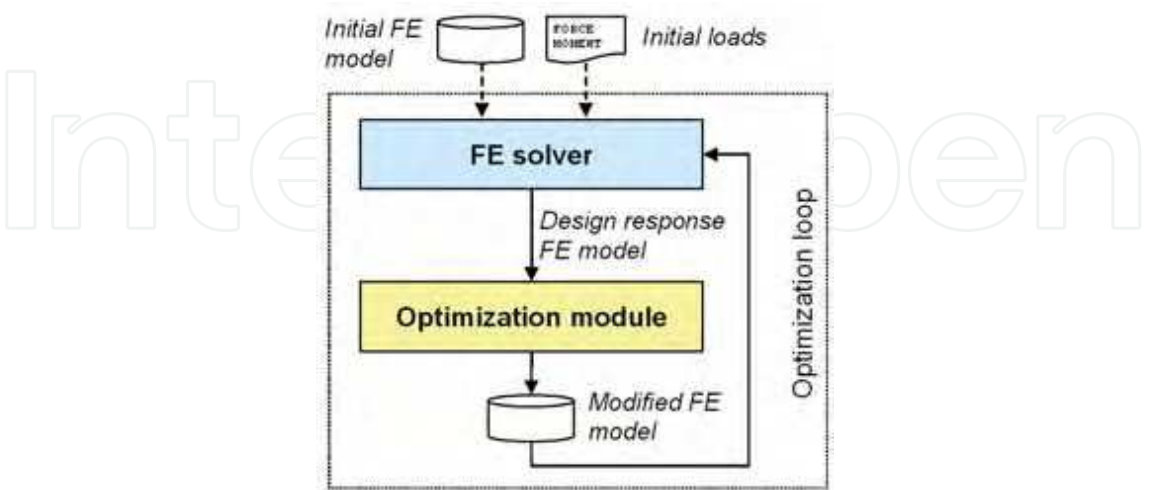 Initial FE
model
FORCE
MOMENT
Initial loads
FE solver
Design response
FE model
Optimization module
Modified FE
model
Optimization loop